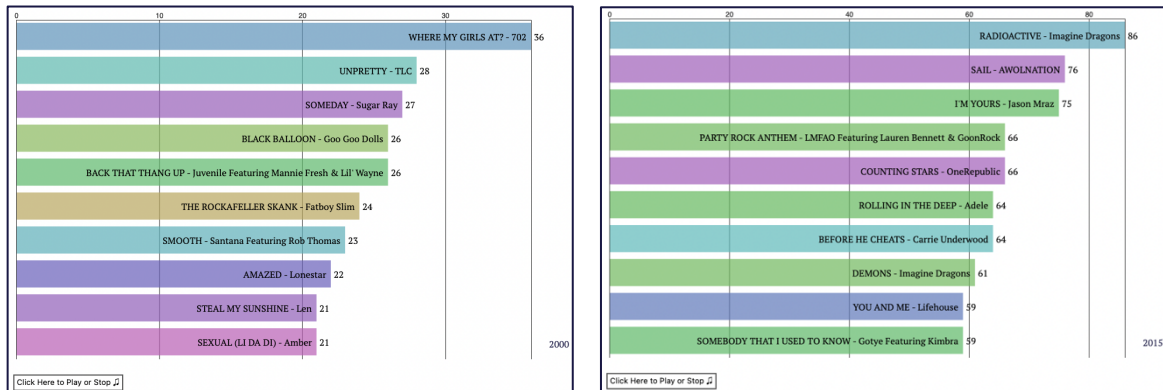 0 10 20 30
WHERE MY GIRLS AT? - 702 36
UNPRETTY - TLC 28
SOMEDAY - Sugar Ray 27
BLACK BALLOON - Goo Goo Dolls 26
BACK THAT THANG UP - Juvenile Featuring Mannie Fresh & Lil' Wayne 26
THE ROCKAFELLER SKANK - Fatboy Slim 24
SMOOTH - Santana Featuring Rob Thomas 23
AMAZED - Lonestar 22
STEAL MY SUNSHINE - Len 21
SEXUAL (LI DA DI) - Amber 21
2000
Click Here to Play or Stop ♫
0 20 40 60 80
RADIOACTIVE - Imagine Dragons 86
SAIL - AWOLNATION 76
I'M YOURS - Jason Mraz 75
PARTY ROCK ANTHEM - LMFAO Featuring Lauren Bennett & GoonRock 66
COUNTING STARS - OneRepublic 66
ROLLING IN THE DEEP - Adele 64
BEFORE HE CHEATS - Carrie Underwood 64
DEMONS - Imagine Dragons 61
YOU AND ME - Lifehouse 59
SOMEBODY THAT I USED TO KNOW - Gotye Featuring Kimbra 59
2015
Click Here to Play or Stop ♫